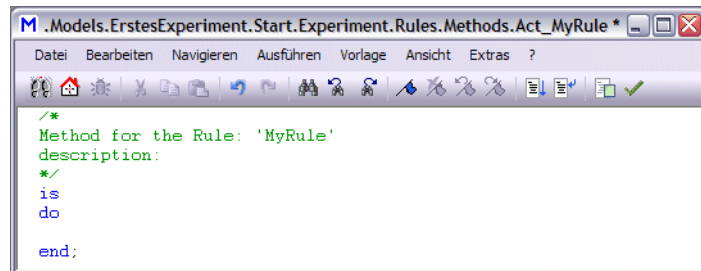 M .Models.ErstesExperiment.Start.Experiment.Rules.Methods.Act_MyRule *
Datei Bearbeiten Navigieren Ausführen Vorlage Ansicht Extras ?
/*
Method for the Rule: 'MyRule'
description:
*/
is
do
end;